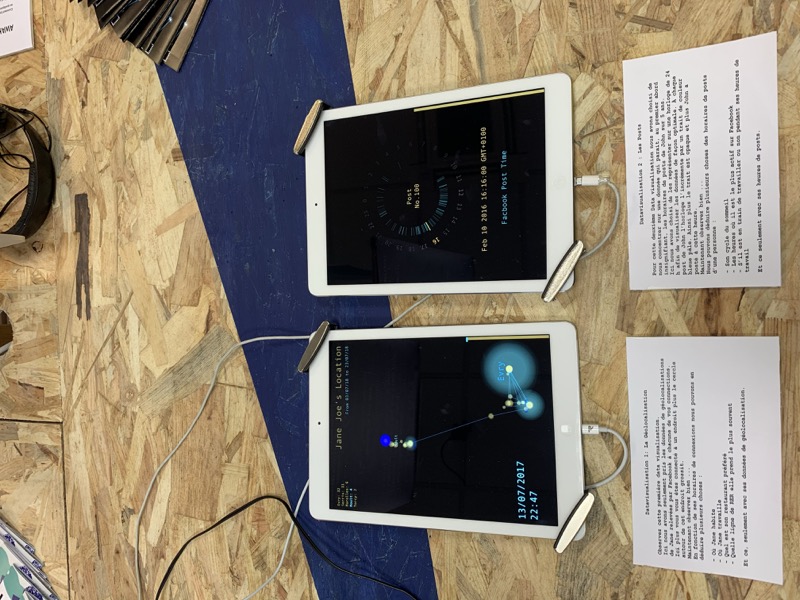 Jane Joe's Location
from 03/07/16 to 23/07/18
Evry
13/07/2017
22:47
Post
No.100
Feb 10 2016 16:16:00 GMT+0100
Facbook Post Time
Datavisualisation 1: La Géolocalisation
Observez cette première data visualisation.
Ici nous avons seulement pris les données de géolocalisations
de Jane relevées par Facebook à chacune de vos connections.
Ici plus vous vous êtes connecté à un endroit plus le cercle
autour de cet endroit grossit.
Maintenant observez bien ...
En fonction de ses horaires de connexions nous pouvons en
déduire plusieurs choses :
- Où Jane habite
- Où Jane travaille
- Quel est son restaurant préféré
- Quelle ligne de RER elle prend le plus souvent
Et ce, seulement avec ses données de géolocalisation.
Datavisualisation 2 : Les Posts
Pour cette deuxième Data visualisation nous avons choisi de
nous concentrer sur une donnée qui parait, au premier abord
insignifiant, les horaires de posts de John sur 5 ans.
Ici nous avons choisi de les représenter sur une horloge de 24
h afin de visualiser les données de façon optimale. À chaque
post de John l'horloge s'incrémente par un trait de couleur
bleue pâle. Ainsi plus le trait est opaque et plus John a
posté à cette heure.
Maintenant observez bien ...
Nous pouvons déduire plusieurs choses des horaires de posts
d'une personne :
- Son cycle du sommeil
- Les heures où il est le plus actif sur Facebook
- S'il est en train de travailler ou non pendant ses heures de
travail
Et ce seulement avec ses heures de posts.